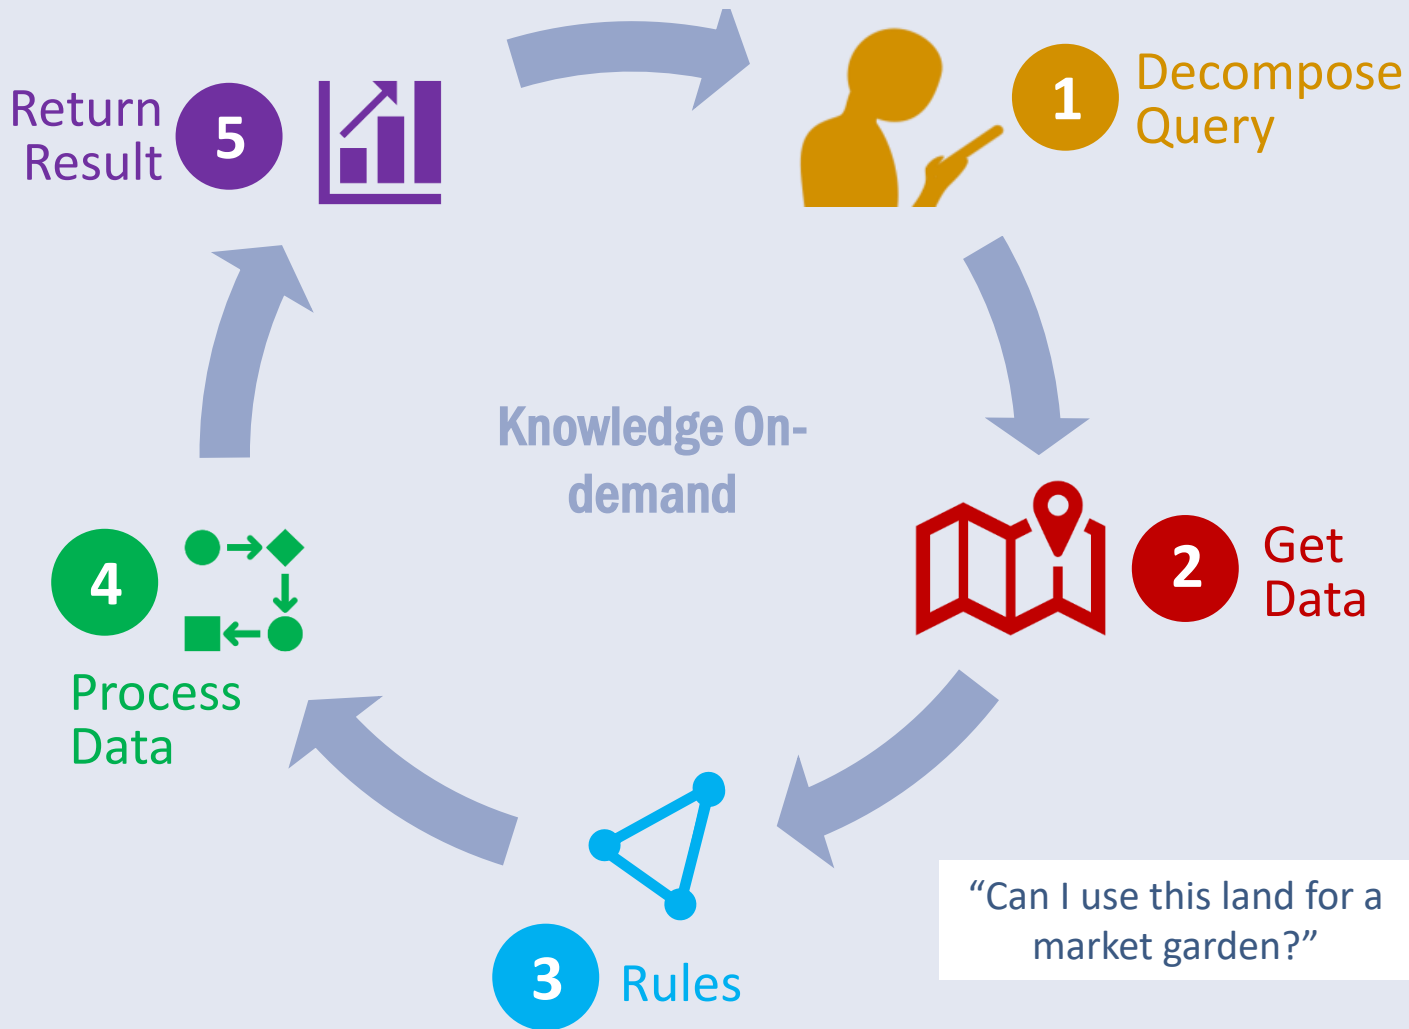 1
Decompose
Query
2
Get
Data
3
Rules
4
Process
Data
5
Return
Result
Knowledge On-
demand
“Can I use this land for a
market garden?”